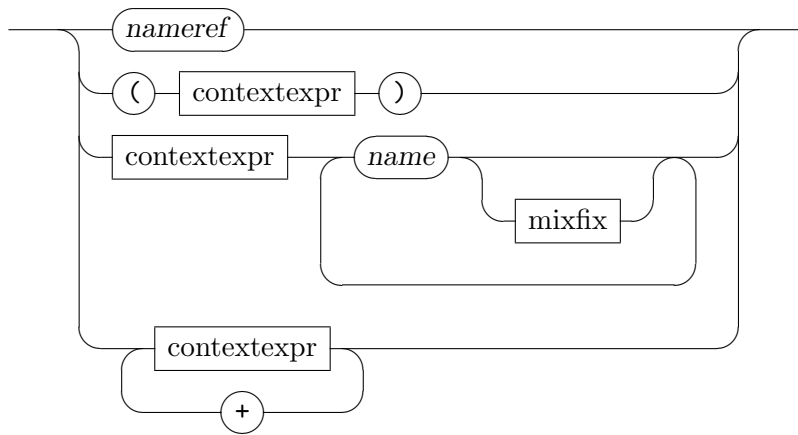 nameref
( contextexpr )
contextexpr name
mixfix
contextexpr
+